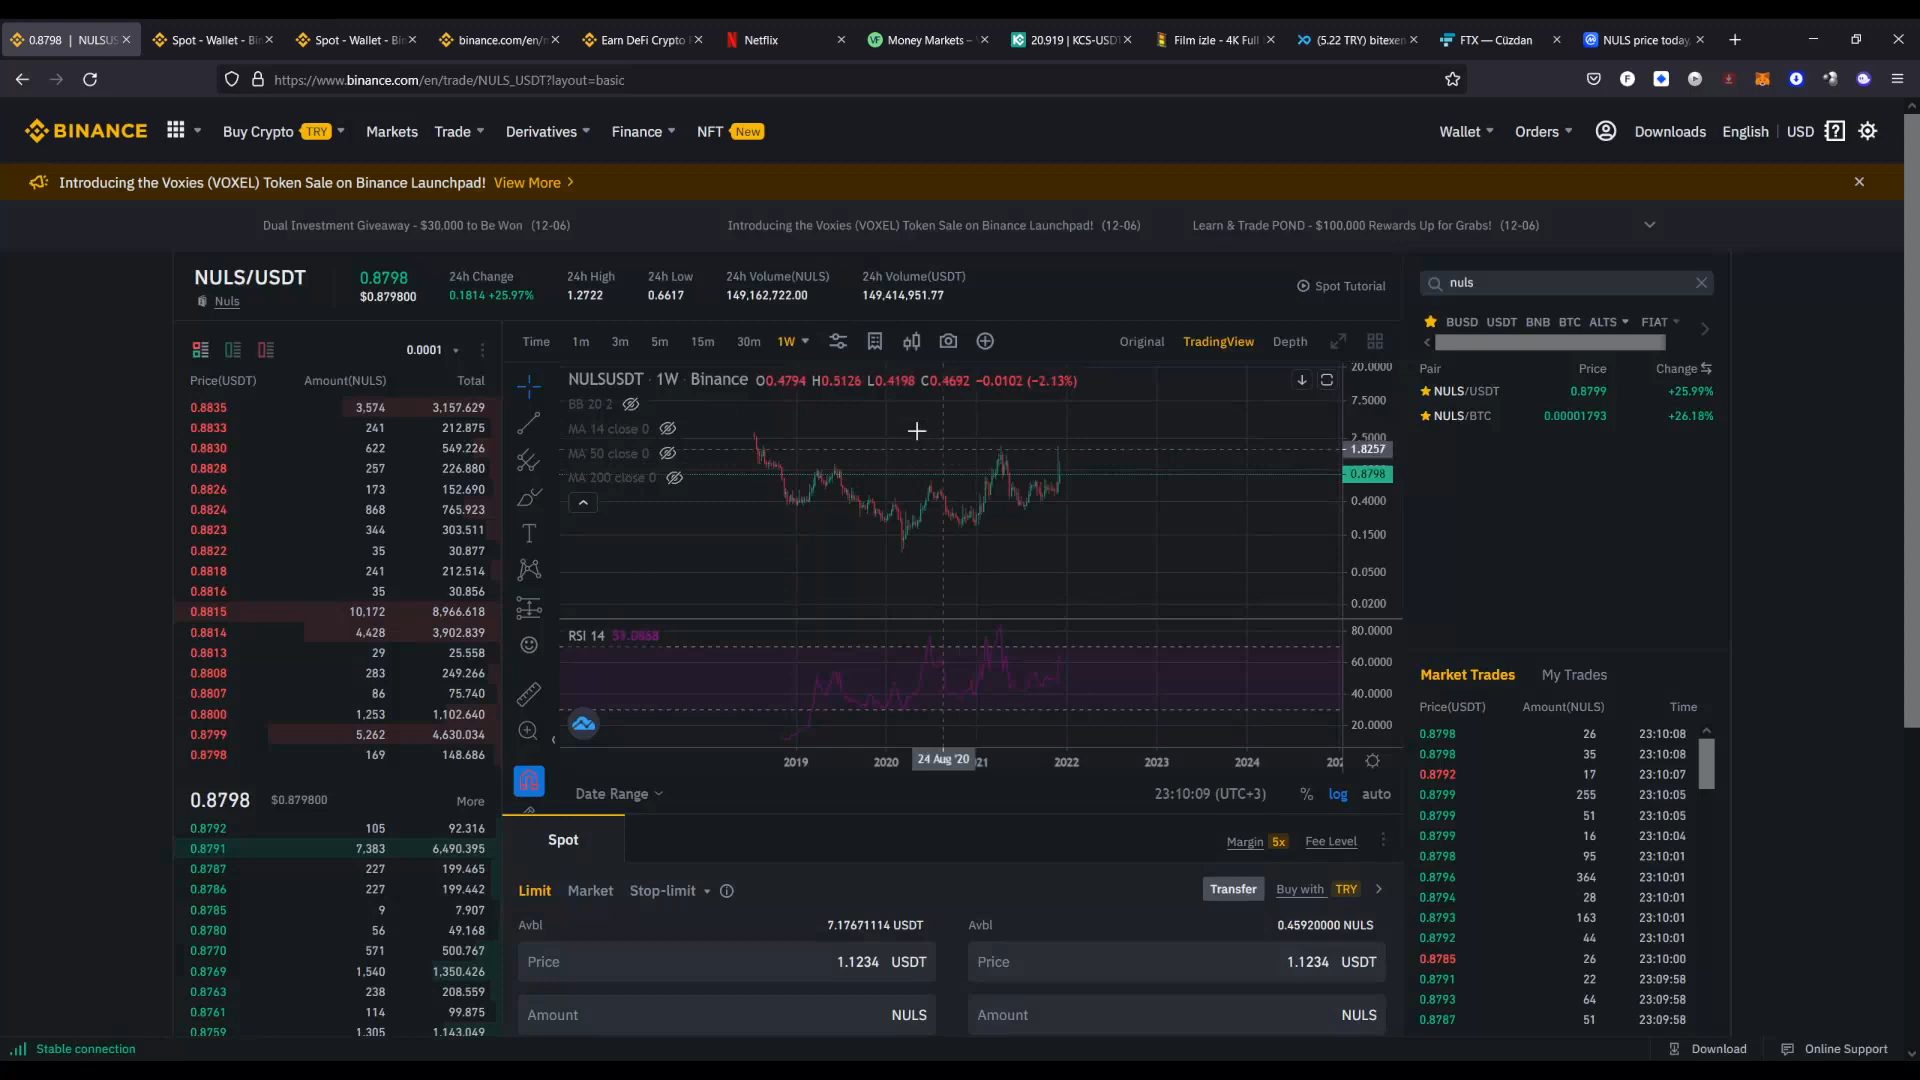 0.8798 | NULSUS
Spot - Wallet - Bin
Spot - Wallet - Bin
binance.com/en/n
Earn DeFi Crypto
Netflix
Money Markets -
20.919 | KCS-USDT
Film izle - 4K Full
(5.22 TRY) bitexen
FTX — Cüzdan
NULS price today,
https://www.binance.com/en/trade/NULS_USDT?layout=basic
BINANCE
Buy Crypto TRY
Markets
Trade
Derivatives
Finance
NFT New
Wallet
Orders
Downloads
English | USD
Introducing the Voxies (VOXEL) Token Sale on Binance Launchpad! View More
Dual Investment Giveaway - $30,000 to Be Won (12-06)
Introducing the Voxies (VOXEL) Token Sale on Binance Launchpad! (12-06)
Learn & Trade POND - $100,000 Rewards Up for Grabs! (12-06)
NULS/USDT
Nuls
0.8798
$0.879800
24h Change
0.1814 +25.97%
24h High
1.2722
24h Low
0.6617
24h Volume(NULS)
149,162,722.00
24h Volume(USDT)
149,414,951.77
Spot Tutorial
0.0001
Price(USDT) Amount(NULS) Total
0.8835 3,574 3,157.629
0.8833 241 212.875
0.8830 622 549.226
0.8828 257 226.880
0.8826 173 152.690
0.8824 868 765.923
0.8823 344 303.511
0.8822 35 30.877
0.8818 241 212.514
0.8816 35 30.856
0.8815 10,172 8,966.618
0.8814 4,428 3,902.839
0.8813 29 25.558
0.8808 283 249.266
0.8807 86 75.740
0.8800 1,253 1,102.640
0.8799 5,262 4,630.034
0.8798 169 148.686
0.8798 $0.879800 More
0.8792 105 92.316
0.8791 7,383 6,490.395
0.8787 227 199.465
0.8786 227 199.442
0.8785 9 7.907
0.8780 56 49.168
0.8770 571 500.767
0.8769 1,540 1,350.426
0.8763 238 208.559
0.8761 114 99.875
0.8759 1,305 1,143.049
Time 1m 3m 5m 15m 30m 1W
Original TradingView Depth
NULSUSDT · 1W · Binance O0.4794 H0.5126 L0.4198 C0.4692 −0.0102 (−2.13%)
BB 20 2
MA 14 close 0
MA 50 close 0
MA 200 close 0
20.0000
7.5000
2.5000
1.8257
0.8798
0.4000
0.1500
0.0500
0.0200
RSI 14
80.0000
60.0000
40.0000
20.0000
2019 2020 24 Aug '20 21 2022 2023 2024 202
Date Range
23:10:09 (UTC+3) % log auto
Spot
Margin 5x Fee Level
Limit Market Stop-limit
Transfer Buy with TRY
Avbl 7.17671114 USDT
Price 1.1234 USDT
Amount NULS
Avbl 0.45920000 NULS
Price 1.1234 USDT
Amount NULS
nuls
BUSD USDT BNB BTC ALTS FIAT
Pair Price Change
NULS/USDT 0.8799 +25.99%
NULS/BTC 0.00001793 +26.18%
Market Trades My Trades
Price(USDT) Amount(NULS) Time
0.8798 26 23:10:08
0.8798 35 23:10:08
0.8792 17 23:10:07
0.8799 255 23:10:05
0.8799 51 23:10:05
0.8799 16 23:10:04
0.8798 95 23:10:01
0.8796 364 23:10:01
0.8794 28 23:10:01
0.8793 163 23:10:01
0.8792 44 23:10:01
0.8785 26 23:10:00
0.8791 22 23:09:58
0.8793 64 23:09:58
0.8787 51 23:09:58
Stable connection
Download
Online Support